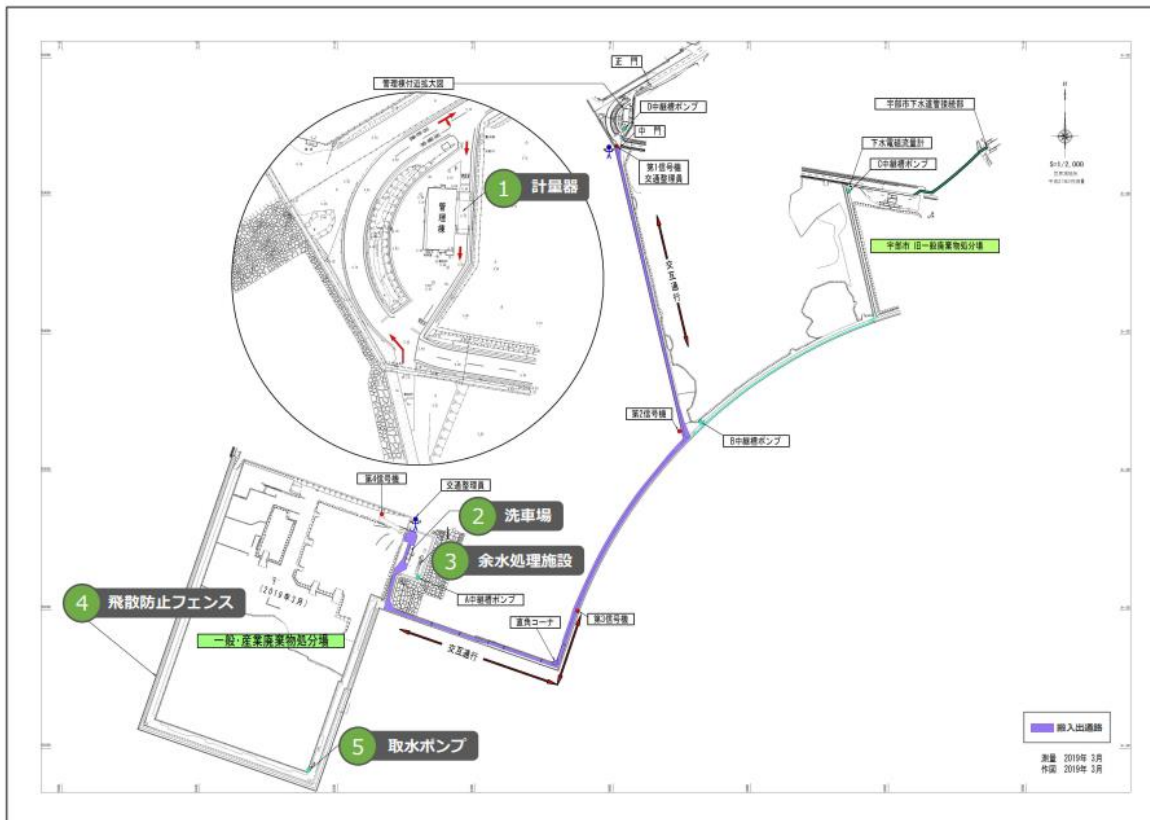 正 門
管理棟付近拡大図
D中継槽ポンプ
中 門
宇部市下水道管接続部
下水電磁流量計
C中継槽ポンプ
第1信号機
交通整理員
S=1/2,000
1
計量器
管理棟
宇部市 旧一般廃棄物処分場
交互通行
第2信号機
B中継槽ポンプ
第4信号機
交通整理員
2
洗車場
3
余水処理施設
A中継槽ポンプ
4
飛散防止フェンス
(2019年3月)
一般・産業廃棄物処分場
直角コーナ
第3信号機
交互通行
5
取水ポンプ
搬入出道路
測量 2019年 3月
作図 2019年 3月